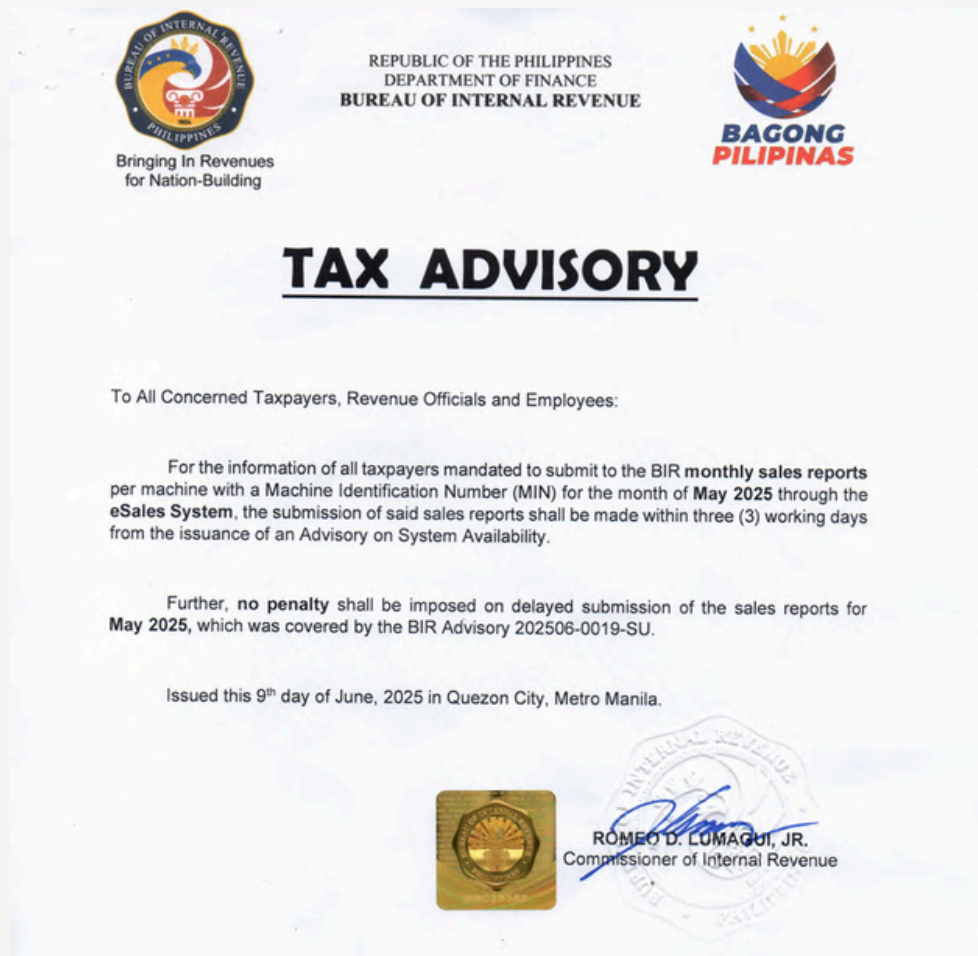 BUREAU OF INTERNAL REVENUE
PHILIPPINES
1904
Bringing In Revenues
for Nation-Building
REPUBLIC OF THE PHILIPPINES
DEPARTMENT OF FINANCE
BUREAU OF INTERNAL REVENUE
BAGONG
PILIPINAS
TAX ADVISORY
To All Concerned Taxpayers, Revenue Officials and Employees:
For the information of all taxpayers mandated to submit to the BIR monthly sales reports
per machine with a Machine Identification Number (MIN) for the month of May 2025 through the
eSales System, the submission of said sales reports shall be made within three (3) working days
from the issuance of an Advisory on System Availability.
Further, no penalty shall be imposed on delayed submission of the sales reports for
May 2025, which was covered by the BIR Advisory 202506-0019-SU.
Issued this 9th day of June, 2025 in Quezon City, Metro Manila.
ROMEO D. LUMAGUI, JR.
Commissioner of Internal Revenue